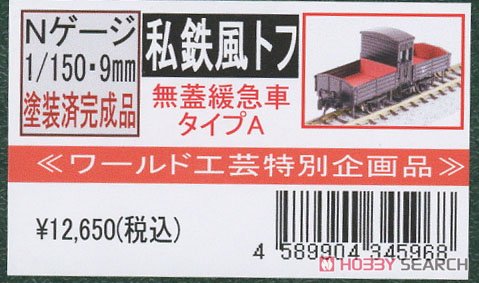 Nゲージ
1/150・9mm
塗装済完成品
私鉄風トフ
無蓋緩急車
タイプA
≪ワールド工芸特別企画品≫
¥12,650(税込)
4 589904 345968
HOBBY SEARCH